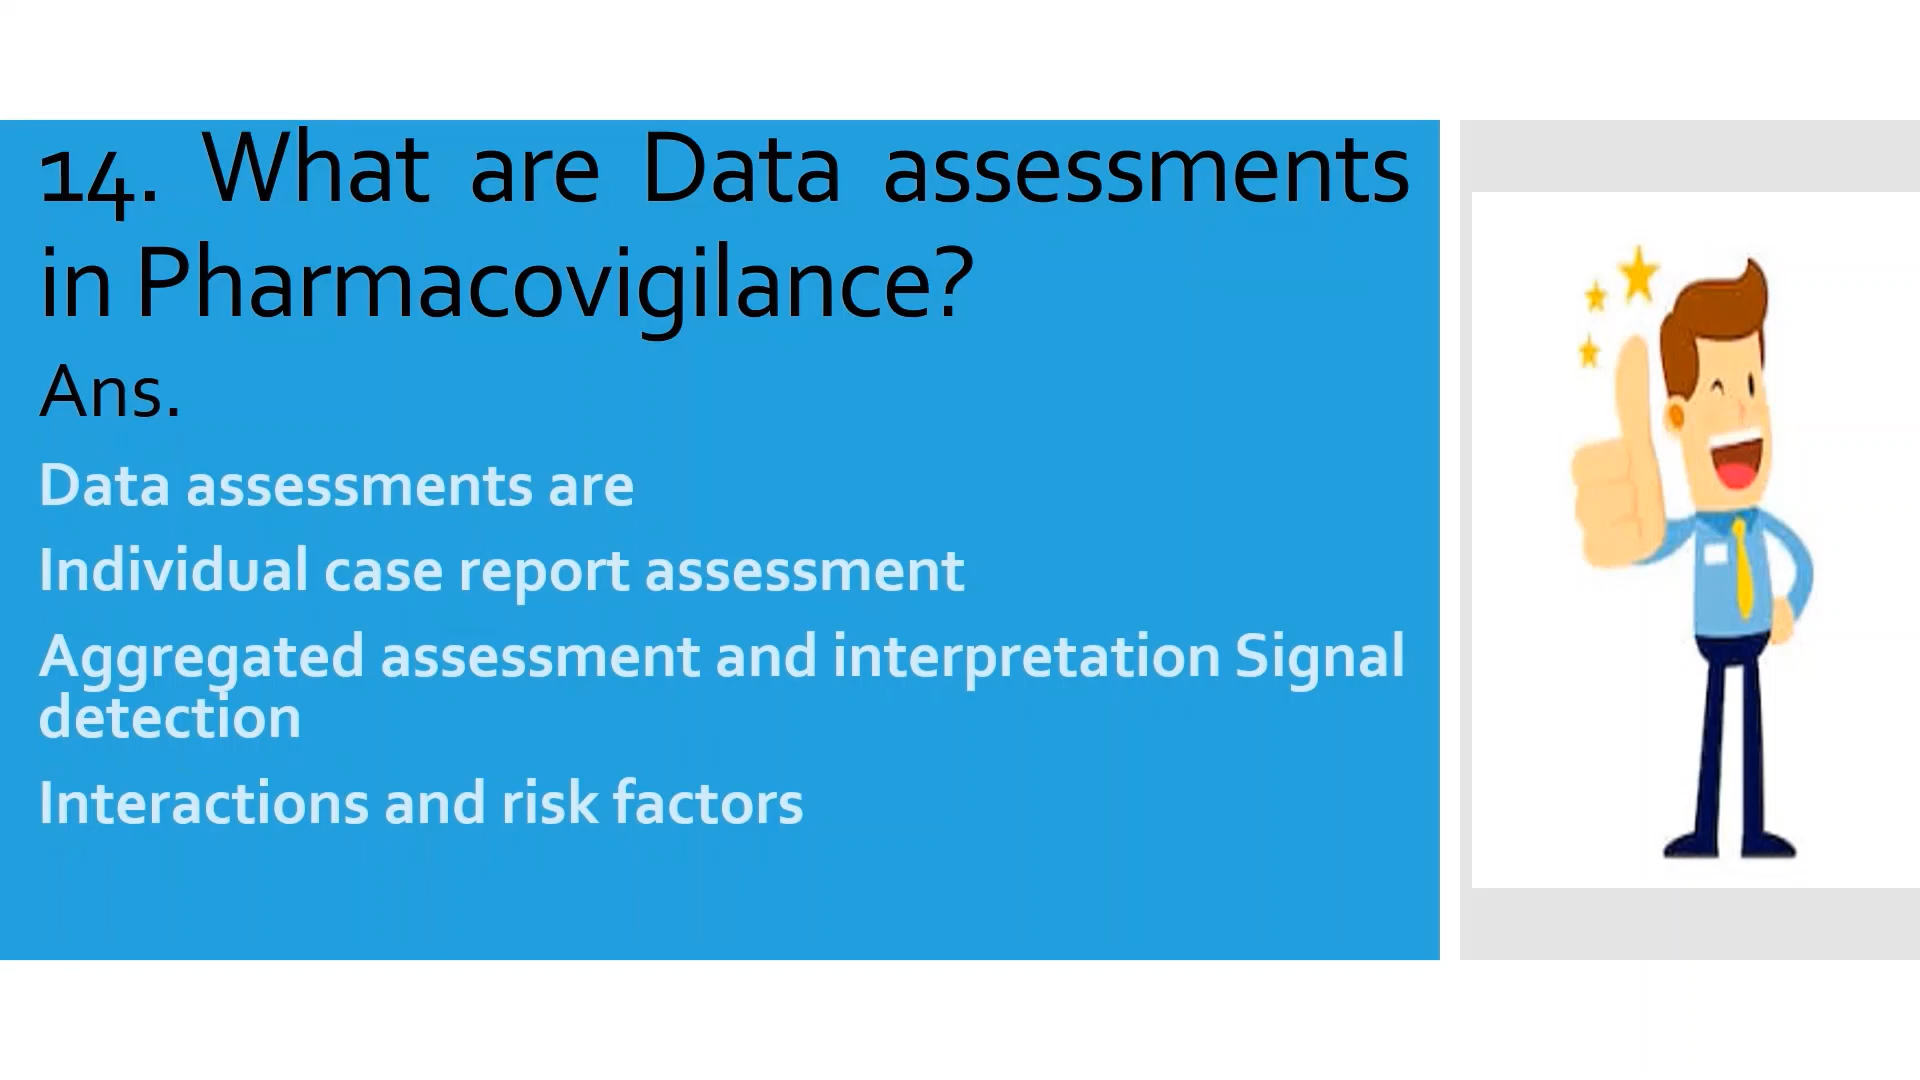 14. What are Data assessments
in Pharmacovigilance?
Ans.
Data assessments are
Individual case report assessment
Aggregated assessment and interpretation Signal
detection
Interactions and risk factors